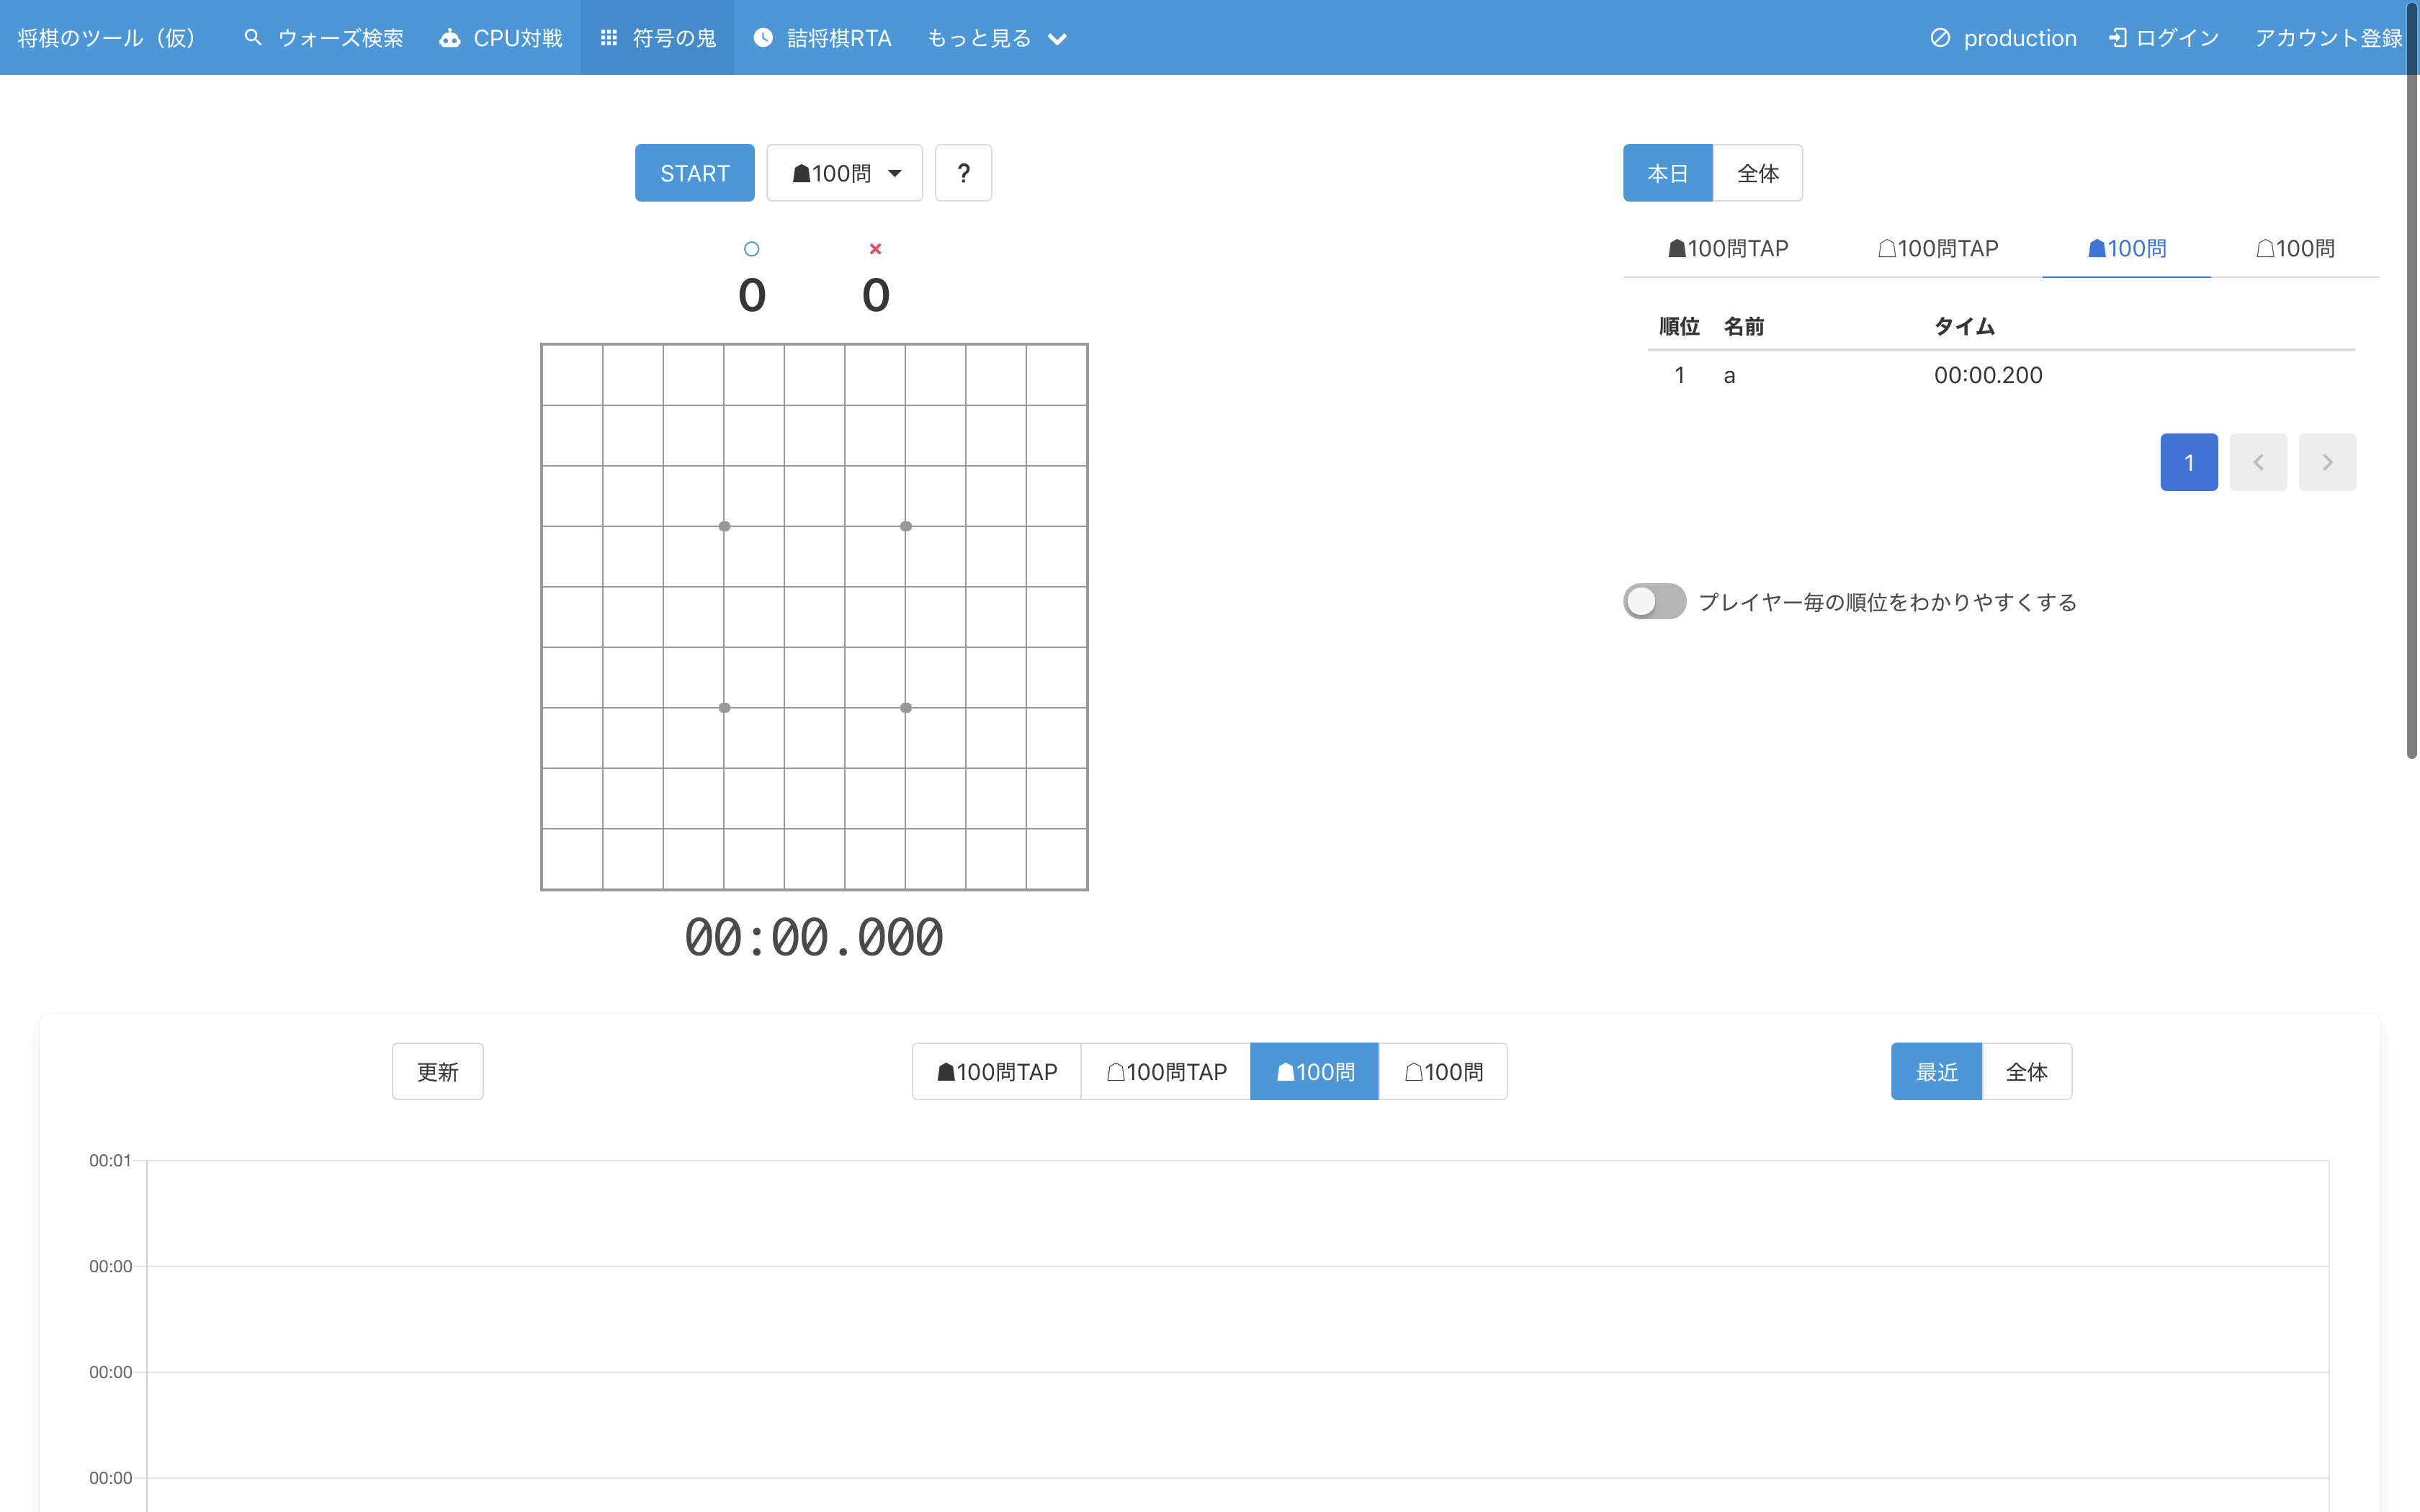 将棋のツール（仮） ウォーズ検索 CPU対戦 符号の鬼 詰将棋RTA もっと見る production ログイン アカウント登録
START ☗100問 ?
本日 全体
○ ×
0 0
☗100問TAP ☖100問TAP ☗100問 ☖100問
順位 名前 タイム
1 a 00:00.200
1
プレイヤー毎の順位をわかりやすくする
00:00.000
更新 ☗100問TAP ☖100問TAP ☗100問 ☖100問 最近 全体
00:01
00:00
00:00
00:00